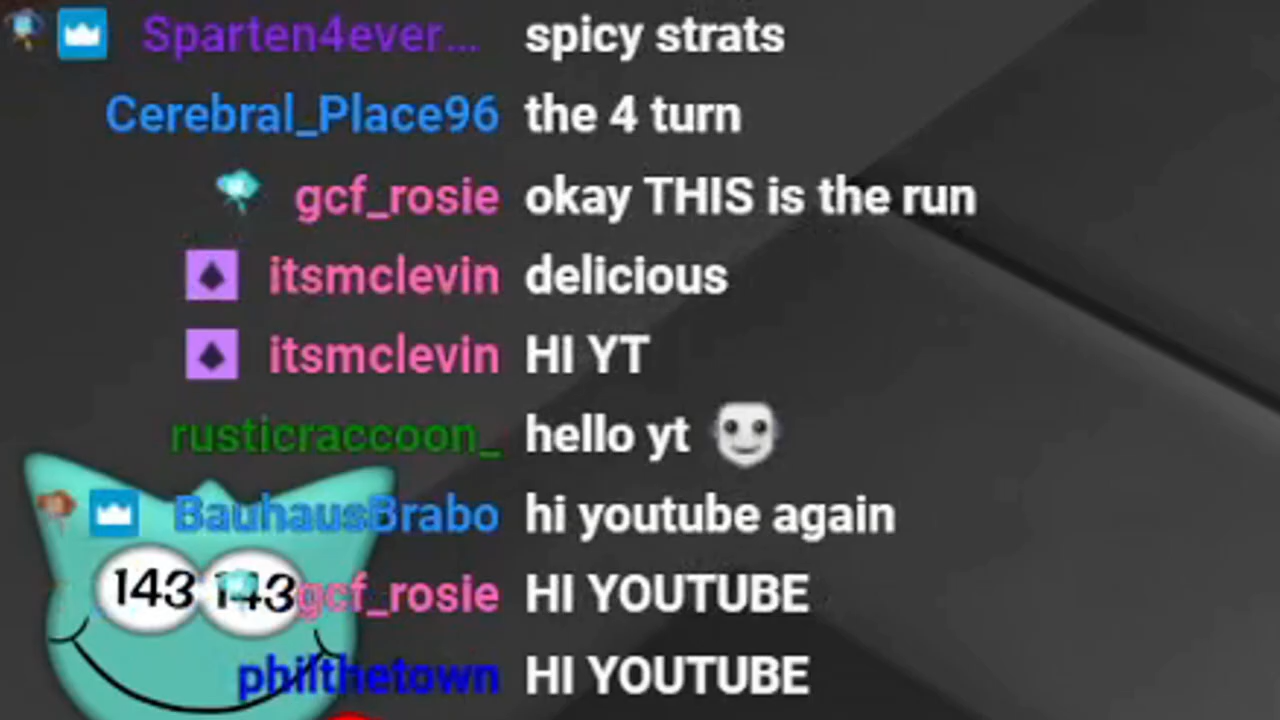 Sparten4ever... spicy strats
Cerebral_Place96 the 4 turn
gcf_rosie okay THIS is the run
itsmclevin delicious
itsmclevin HI YT
rusticraccoon_ hello yt
BauhausBrabo hi youtube again
143 143 gcf_rosie HI YOUTUBE
philthetown HI YOUTUBE